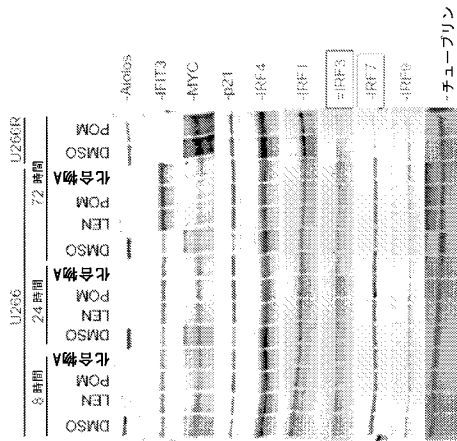 U266 U266R
8 時間 24 時間 72 時間
DMSO LEN POM 化合物A DMSO LEN POM 化合物A DMSO LEN POM 化合物A DMSO POM
-Aiolos
-IFIT3
-MYC
-p21
-IRF4
-IRF1
=IRF3
-IRF7
-IRF9
-チューブリン